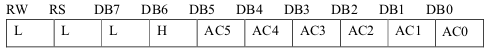 RW RS DB7 DB6 DB5 DB4 DB3 DB2 DB1 DB0
L L L H AC5 AC4 AC3 AC2 AC1 AC0